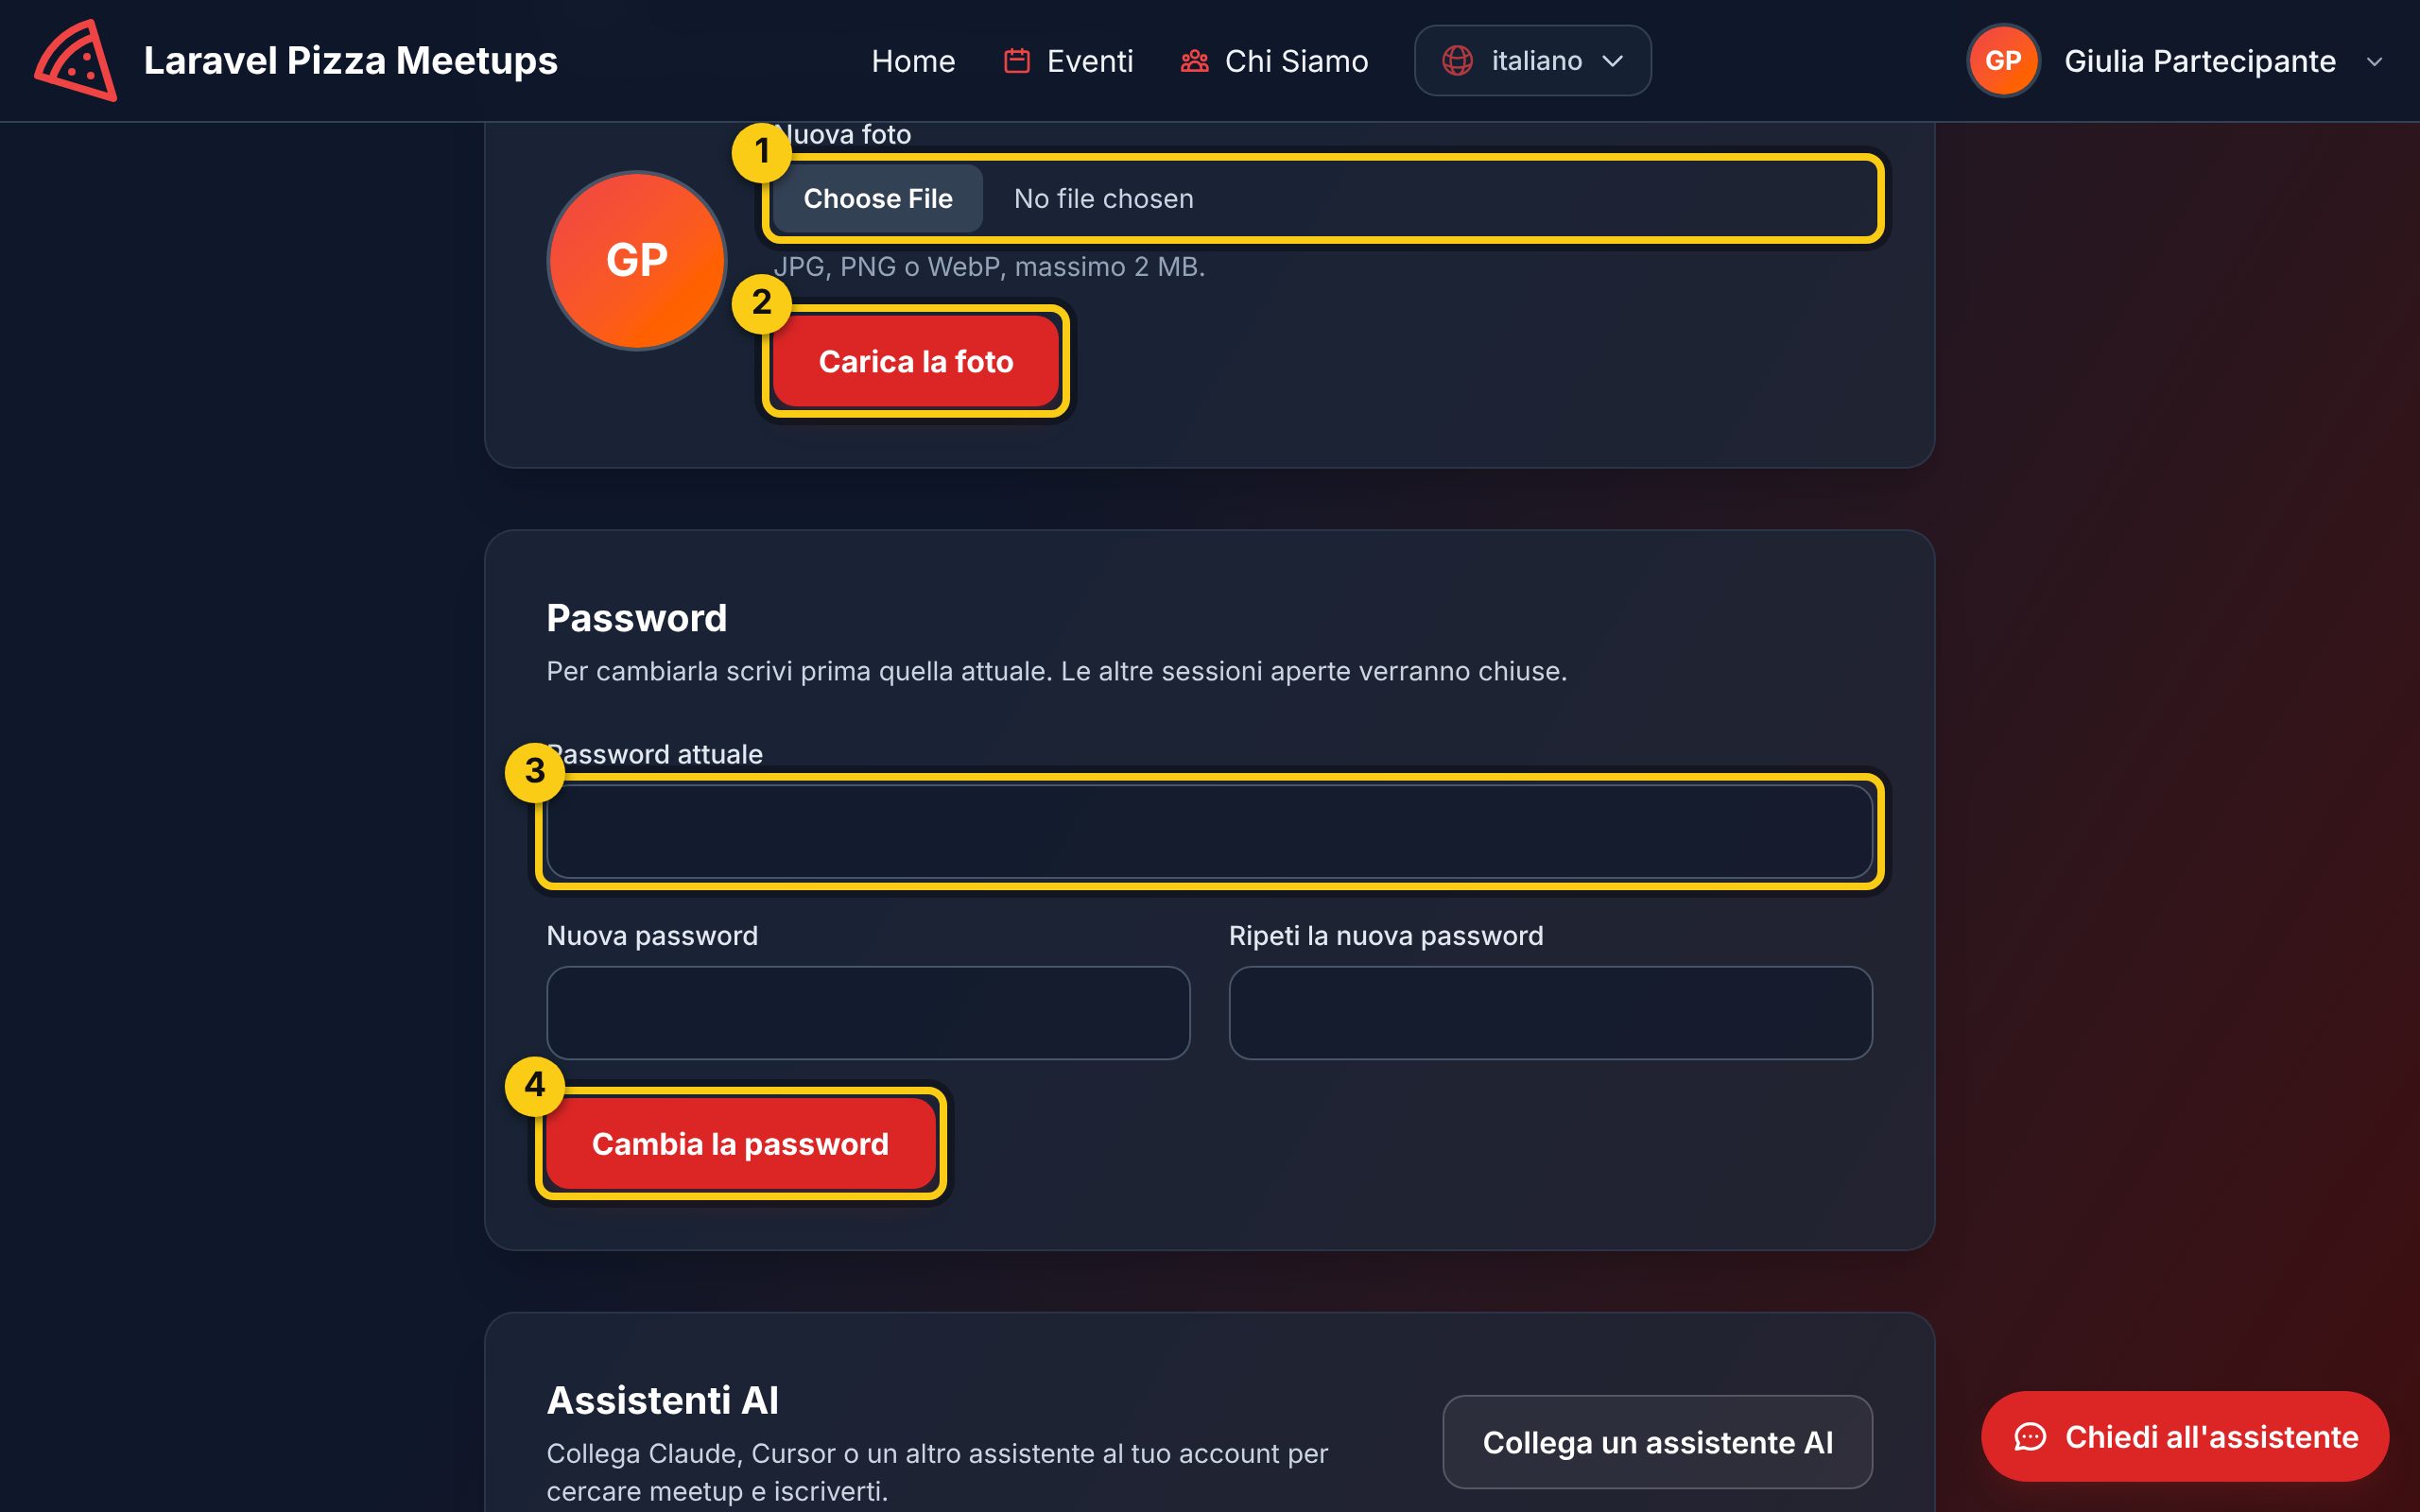 Laravel Pizza Meetups
Home
Eventi
Chi Siamo
italiano
GP
Giulia Partecipante
1
Nuova foto
Choose File
No file chosen
GP
JPG, PNG o WebP, massimo 2 MB.
2
Carica la foto
Password
Per cambiarla scrivi prima quella attuale. Le altre sessioni aperte verranno chiuse.
Password attuale
3
Nuova password
Ripeti la nuova password
4
Cambia la password
Assistenti AI
Collega Claude, Cursor o un altro assistente al tuo account per
cercare meetup e iscriverti.
Collega un assistente AI
Chiedi all'assistente